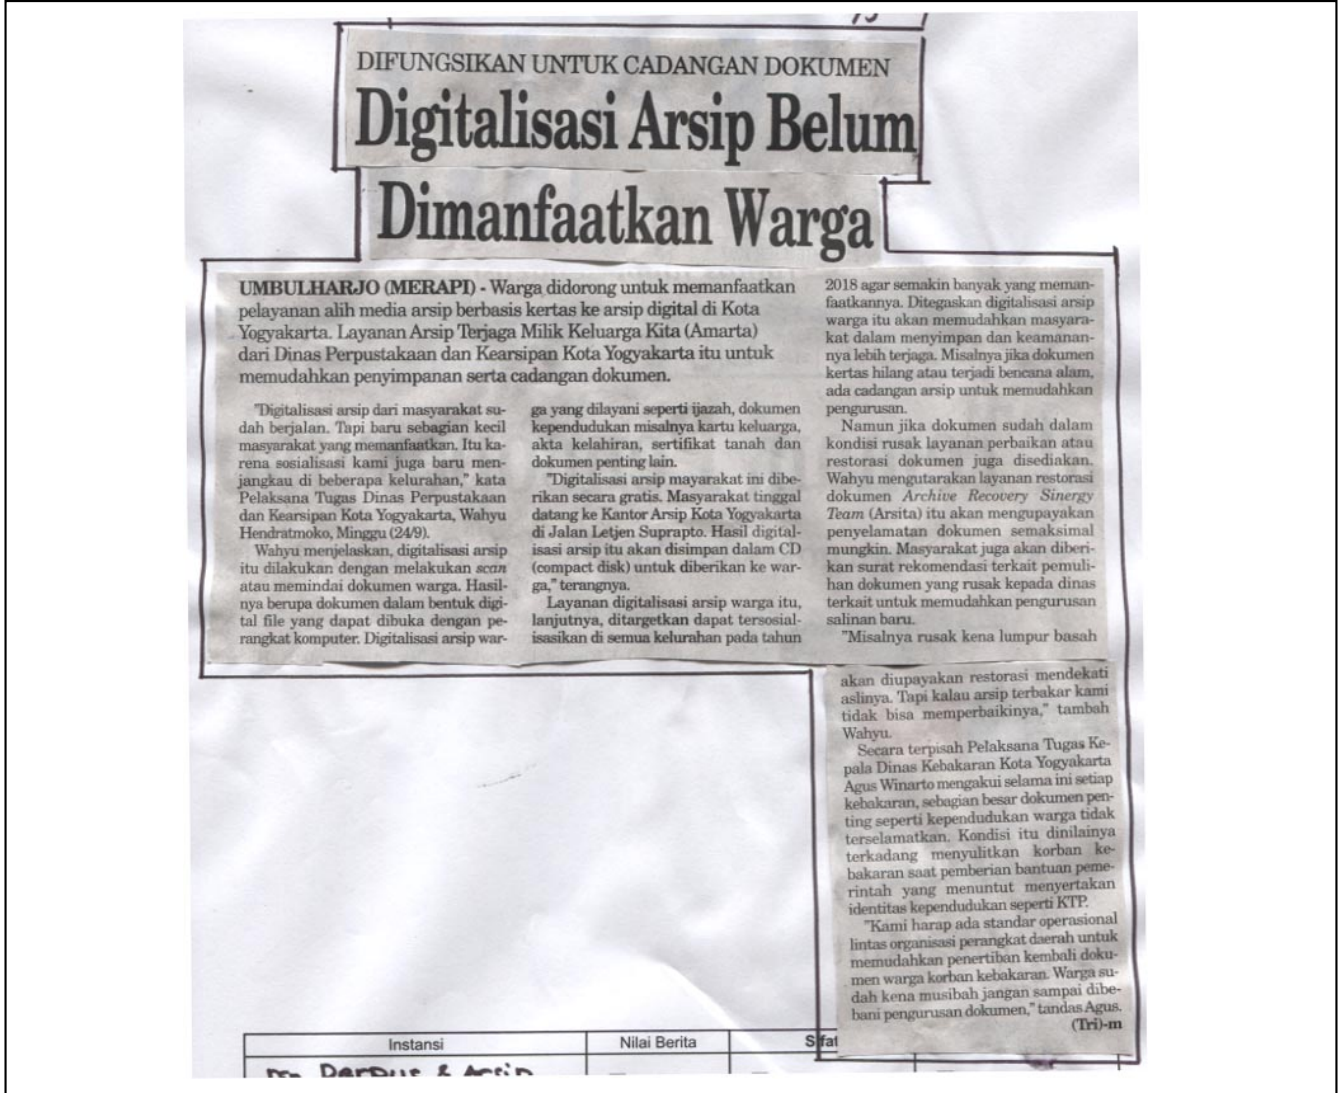 DIFUNGSIKAN UNTUK CADANGAN DOKUMEN
Digitalisasi Arsip Belum
Dimanfaatkan Warga
UMBULHARJO (MERAPI) - Warga didorong untuk memanfaatkan
pelayanan alih media arsip berbasis kertas ke arsip digital di Kota
Yogyakarta. Layanan Arsip Terjaga Milik Keluarga Kita (Amarta)
dari Dinas Perpustakaan dan Kearsipan Kota Yogyakarta itu untuk
memudahkan penyimpanan serta cadangan dokumen.
"Digitalisasi arsip dari masyarakat su-
dah berjalan. Tapi baru sebagian kecil
masyarakat yang memanfaatkan. Itu ka-
rena sosialisasi kami juga baru men-
jangkau di beberapa kelurahan," kata
Pelaksana Tugas Dinas Perpustakaan
dan Kearsipan Kota Yogyakarta, Wahyu
Hendratmoko, Minggu (24/9).
Wahyu menjelaskan, digitalisasi arsip
itu dilakukan dengan melakukan scan
atau memindai dokumen warga. Hasil-
nya berupa dokumen dalam bentuk digi-
tal file yang dapat dibuka dengan pe-
rangkat komputer. Digitalisasi arsip war-
ga yang dilayani seperti ijazah, dokumen
kependudukan misalnya kartu keluarga,
akta kelahiran, sertifikat tanah dan
dokumen penting lain.
"Digitalisasi arsip mayarakat ini dibe-
rikan secara gratis. Masyarakat tinggal
datang ke Kantor Arsip Kota Yogyakarta
di Jalan Letjen Suprapto. Hasil digital-
isasi arsip itu akan disimpan dalam CD
(compact disk) untuk diberikan ke war-
ga," terangnya.
Layanan digitalisasi arsip warga itu,
lanjutnya, ditargetkan dapat tersosial-
isasikan di semua kelurahan pada tahun
2018 agar semakin banyak yang meman-
faatkannya. Ditegaskan digitalisasi arsip
warga itu akan memudahkan masyara-
kat dalam menyimpan dan keamanan-
nya lebih terjaga. Misalnya jika dokumen
kertas hilang atau terjadi bencana alam,
ada cadangan arsip untuk memudahkan
pengurusan.
Namun jika dokumen sudah dalam
kondisi rusak layanan perbaikan atau
restorasi dokumen juga disediakan.
Wahyu mengutarakan layanan restorasi
dokumen Archive Recovery Sinergy
Team (Arsita) itu akan mengupayakan
penyelamatan dokumen semaksimal
mungkin. Masyarakat juga akan diberi-
kan surat rekomendasi terkait pemuli-
han dokumen yang rusak kepada dinas
terkait untuk memudahkan pengurusan
salinan baru.
"Misalnya rusak kena lumpur basah
akan diupayakan restorasi mendekati
aslinya. Tapi kalau arsip terbakar kami
tidak bisa memperbaikinya," tambah
Wahyu.
Secara terpisah Pelaksana Tugas Ke-
pala Dinas Kebakaran Kota Yogyakarta
Agus Winarto mengakui selama ini setiap
kebakaran, sebagian besar dokumen pen-
ting seperti kependudukan warga tidak
terselamatkan. Kondisi itu dinilainya
terkadang menyulitkan korban ke-
bakaran saat pemberian bantuan peme-
rintah yang menuntut menyertakan
identitas kependudukan seperti KTP.
"Kami harap ada standar operasional
lintas organisasi perangkat daerah untuk
memudahkan penertiban kembali doku-
men warga korban kebakaran. Warga su-
dah kena musibah jangan sampai dibe-
bani pengurusan dokumen," tandas Agus.
(Tri)-m
Instansi Nilai Berita